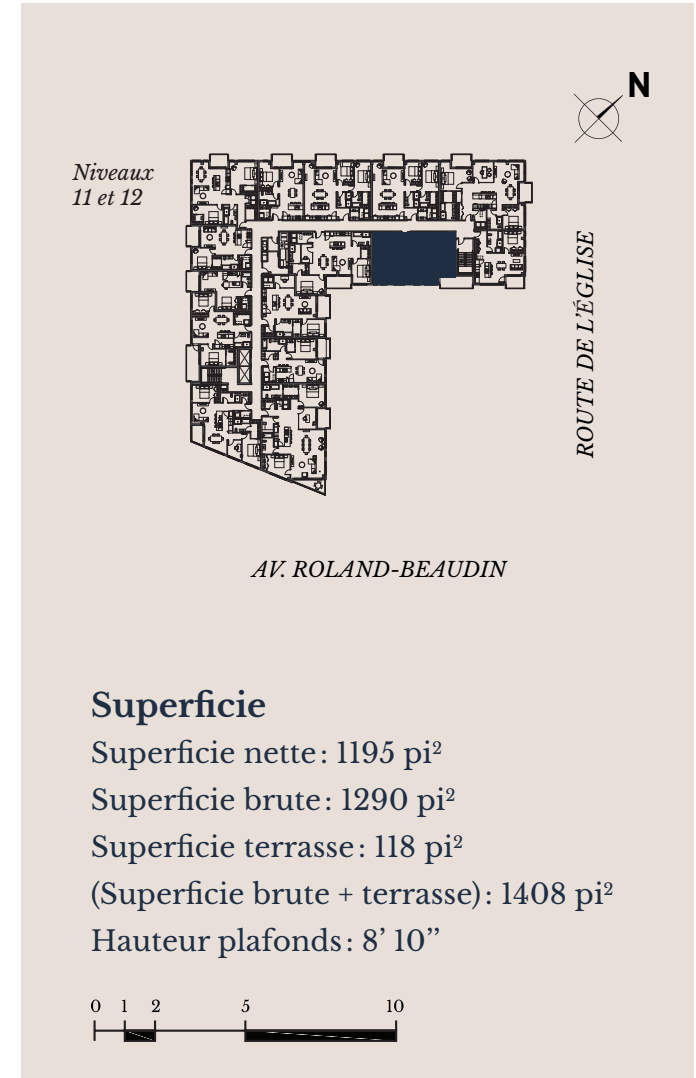 N
Niveaux
11 et 12
ROUTE DE L'ÉGLISE
AV. ROLAND-BEAUDIN
Superficie
Superficie nette : 1195 pi²
Superficie brute : 1290 pi²
Superficie terrasse : 118 pi²
(Superficie brute + terrasse) : 1408 pi²
Hauteur plafonds : 8’ 10’’
0 1 2 5 10